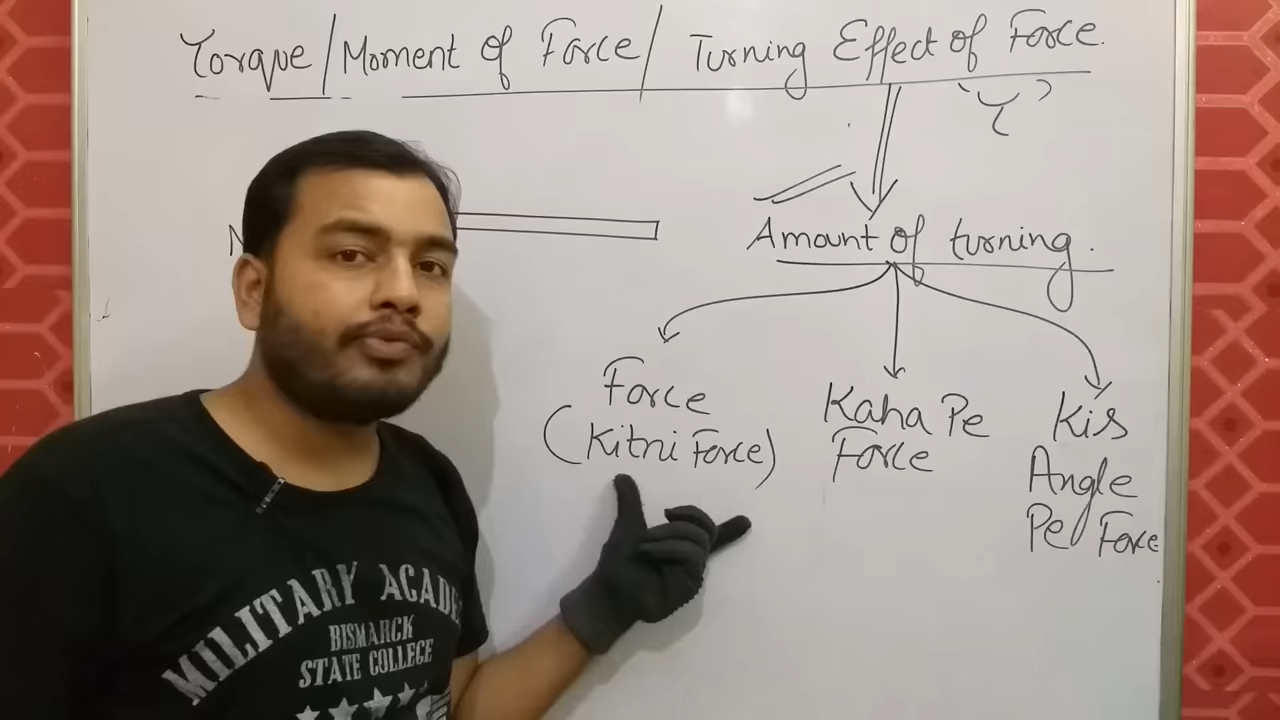 Torque/Moment of Force/ Turning Effect of Force.
'τ'
N
Amount of turning.
Force
(Kitni Force)
Kaha Pe
Force
Kis
Angle
Pe Force
MILITARY ACADE
BISMARCK
STATE COLLEGE